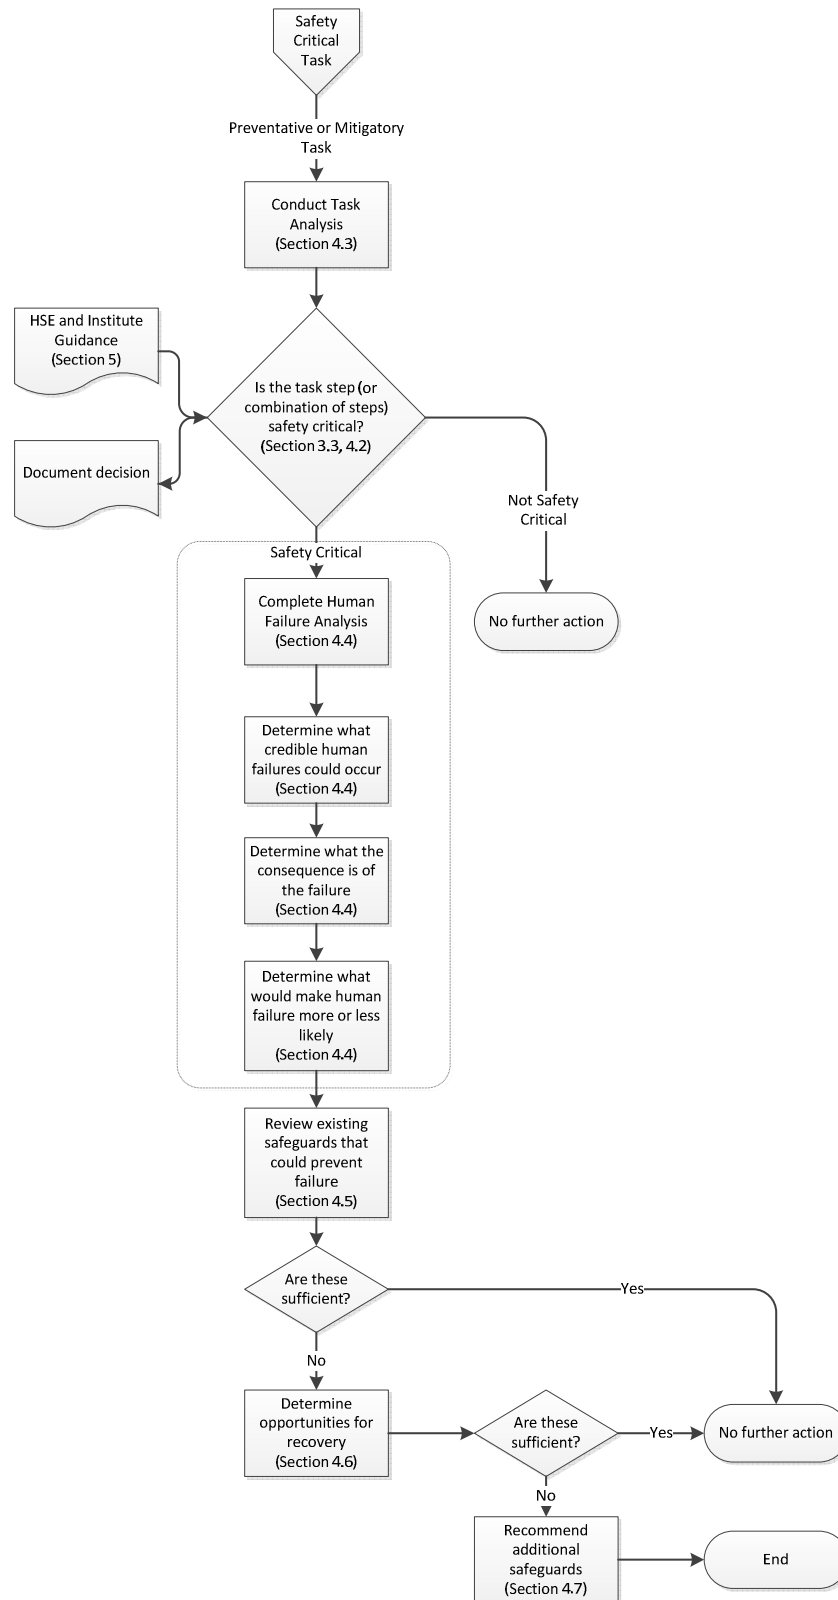 Safety
Critical
Task
Preventative or Mitigatory
Task
Conduct Task
Analysis
(Section 4.3)
HSE and Institute
Guidance
(Section 5)
Is the task step (or
combination of steps)
safety critical?
(Section 3.3, 4.2)
Document decision
Not Safety
Critical
Safety Critical
Complete Human
Failure Analysis
(Section 4.4)
No further action
Determine what
credible human
failures could occur
(Section 4.4)
Determine what the
consequence is of
the failure
(Section 4.4)
Determine what
would make human
failure more or less
likely
(Section 4.4)
Review existing
safeguards that
could prevent
failure
(Section 4.5)
Are these
sufficient?
Yes
No
Determine
opportunities for
recovery
(Section 4.6)
Are these
sufficient?
Yes
No further action
No
Recommend
additional
safeguards
(Section 4.7)
End